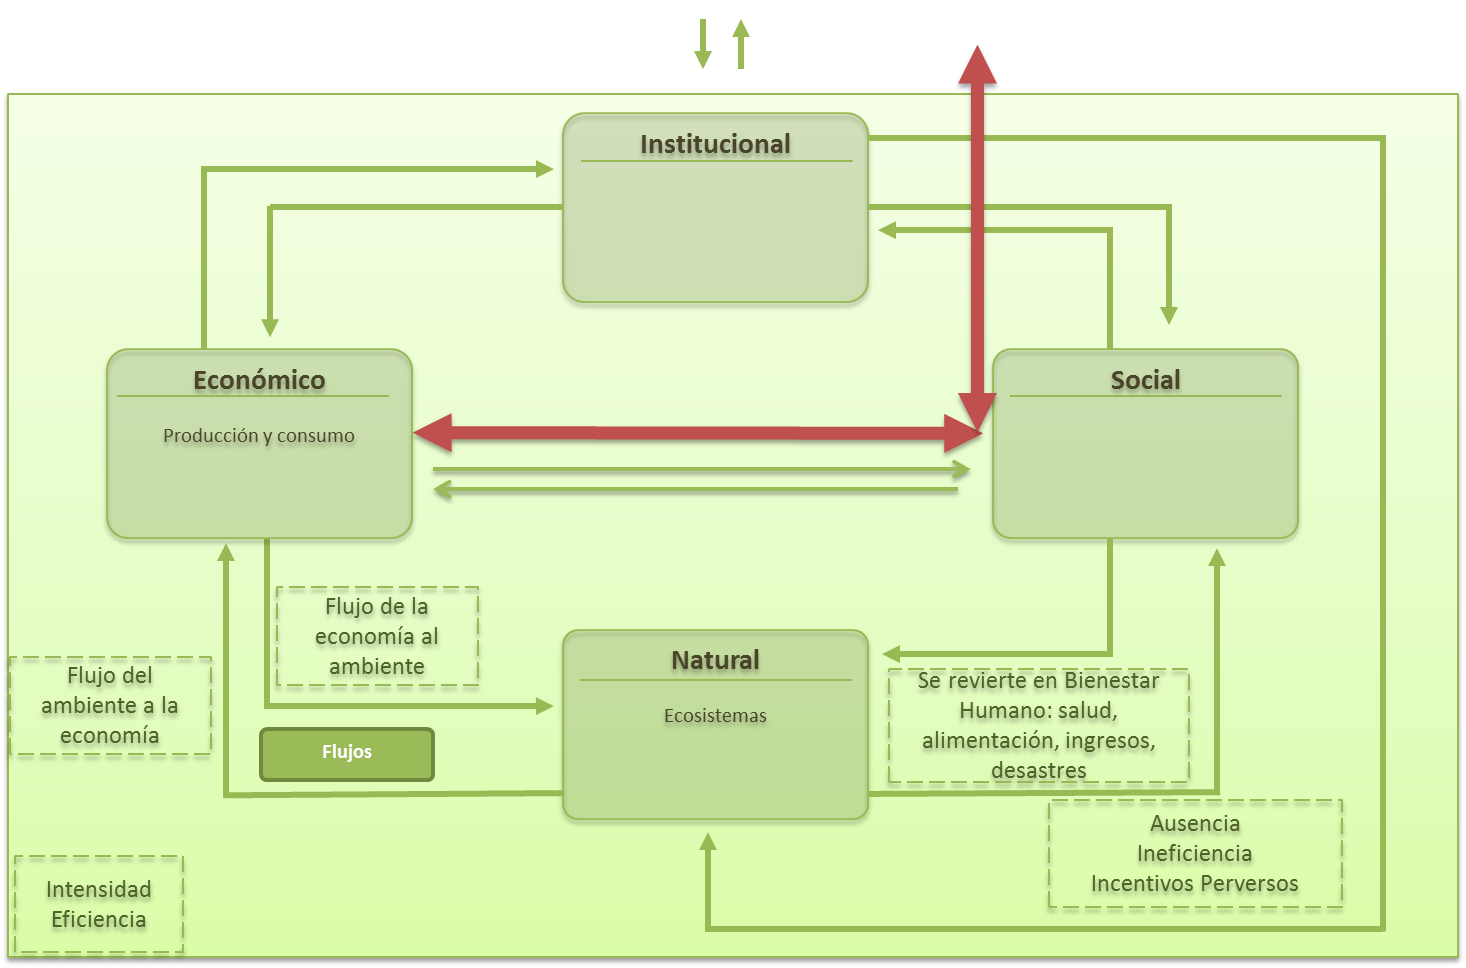 Institucional
Económico
Producción y consumo
Social
Flujo de la
economía al
ambiente
Flujo del
ambiente a la
economía
Flujos
Natural
Ecosistemas
Se revierte en Bienestar
Humano: salud,
alimentación, ingresos,
desastres
Ausencia
Ineficiencia
Incentivos Perversos
Intensidad
Eficiencia